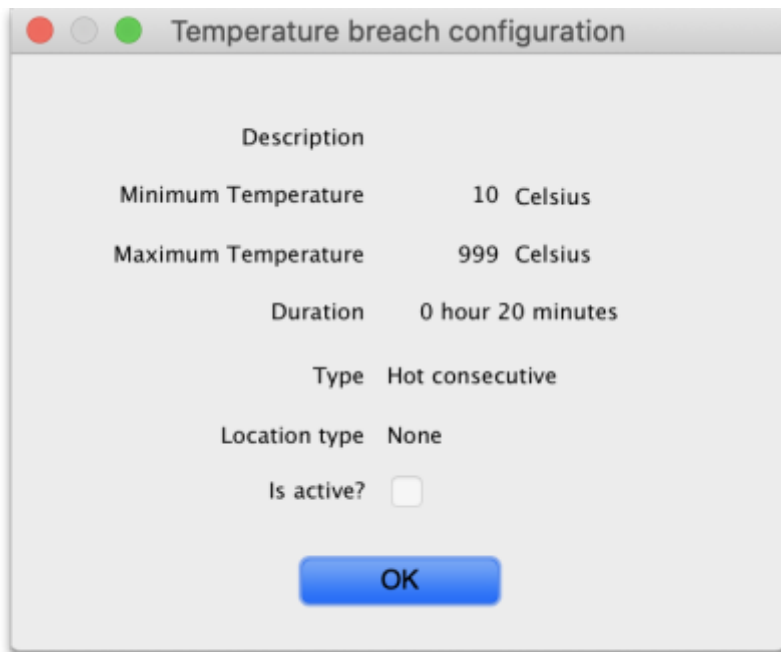 Temperature breach configuration
Description
Minimum Temperature 10 Celsius
Maximum Temperature 999 Celsius
Duration 0 hour 20 minutes
Type Hot consecutive
Location type None
Is active?
OK